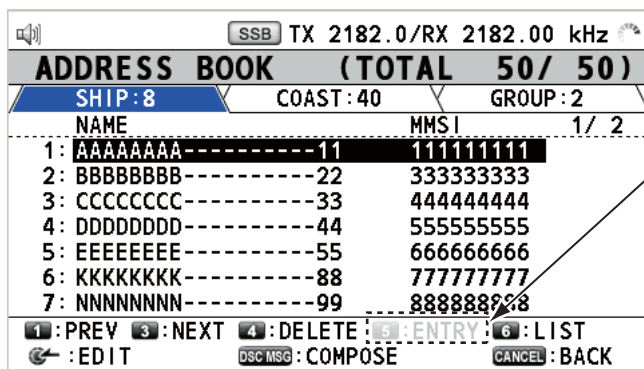 SSB TX 2182.0/RX 2182.00 kHz
ADDRESS BOOK (TOTAL 50/ 50)
SHIP:8 COAST:40 GROUP:2
NAME MMSI 1/ 2
1: AAAAAAAA----------11 111111111
2: BBBBBBBB----------22 333333333
3: CCCCCCCC----------33 444444444
4: DDDDDDDD----------44 555555555
5: EEEEEEEE----------55 666666666
6: KKKKKKKK----------88 777777777
7: NNNNNNNN----------99 888888888
1 :PREV 3 :NEXT 4 :DELETE 5 :ENTRY 6 :LIST
:EDIT DSC MSG :COMPOSE CANCEL :BACK